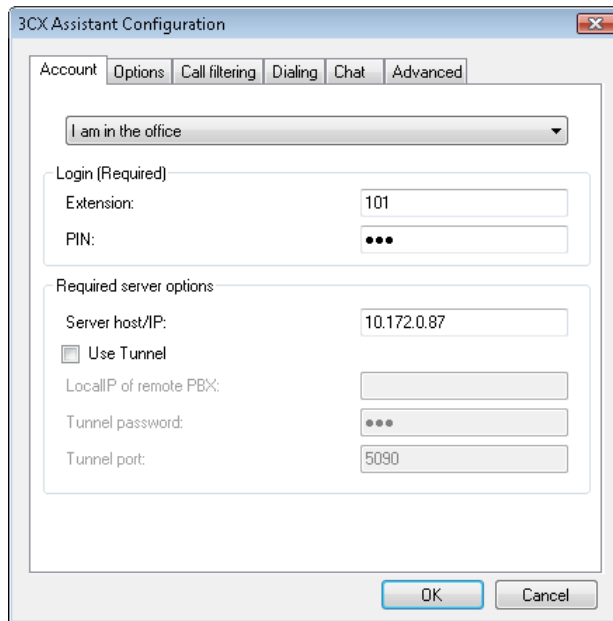 3CX Assistant Configuration
Account Options Call filtering Dialing Chat Advanced
I am in the office
Login (Required)
Extension: 101
PIN: •••
Required server options
Server host/IP: 10.172.0.87
Use Tunnel
LocalIP of remote PBX:
Tunnel password: •••
Tunnel port: 5090
OK Cancel